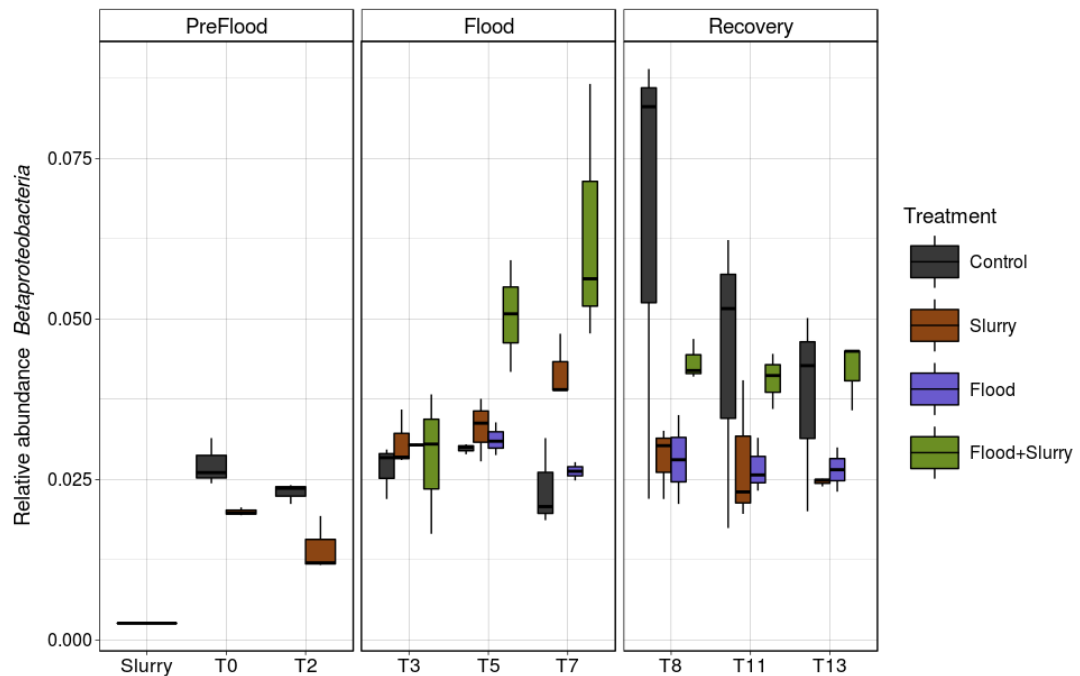 PreFlood Flood Recovery
Relative abundance Betaproteobacteria
0.075
0.050
0.025
0.000
Slurry T0 T2 T3 T5 T7 T8 T11 T13
Treatment
Control
Slurry
Flood
Flood+Slurry